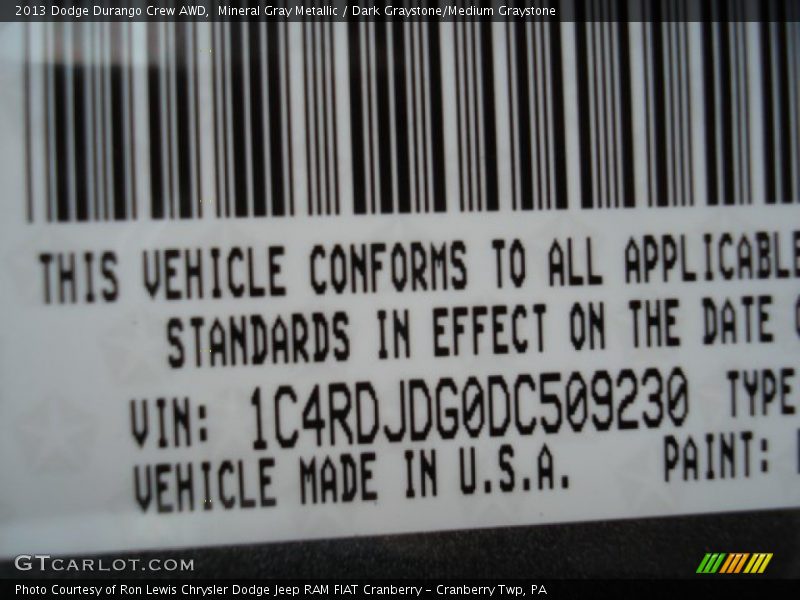 2013 Dodge Durango Crew AWD,  Mineral Gray Metallic / Dark Graystone/Medium Graystone
THIS VEHICLE CONFORMS TO ALL APPLICABLE
STANDARDS IN EFFECT ON THE DATE
VIN: 1C4RDJDG0DC509230 TYPE
VEHICLE MADE IN U.S.A. PAINT:
GTCARLOT.COM
Photo Courtesy of Ron Lewis Chrysler Dodge Jeep RAM FIAT Cranberry - Cranberry Twp, PA